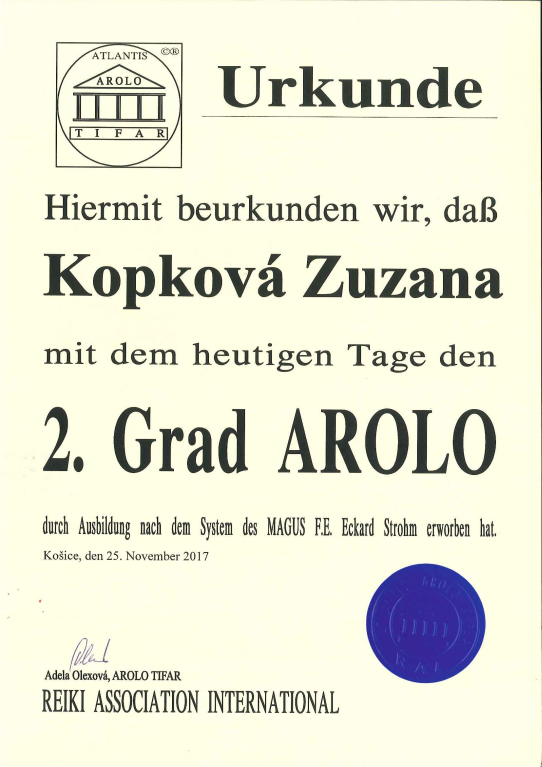 ATLANTIS ©®
AROLO
TIFAR
Urkunde
Hiermit beurkunden wir, daß
Kopková Zuzana
mit dem heutigen Tage den
2. Grad AROLO
durch Ausbildung nach dem System des MAGUS F.E. Eckard Strohm erworben hat.
Košice, den 25. November 2017
Adela Olexová, AROLO TIFAR
REIKI ASSOCIATION INTERNATIONAL
RAI